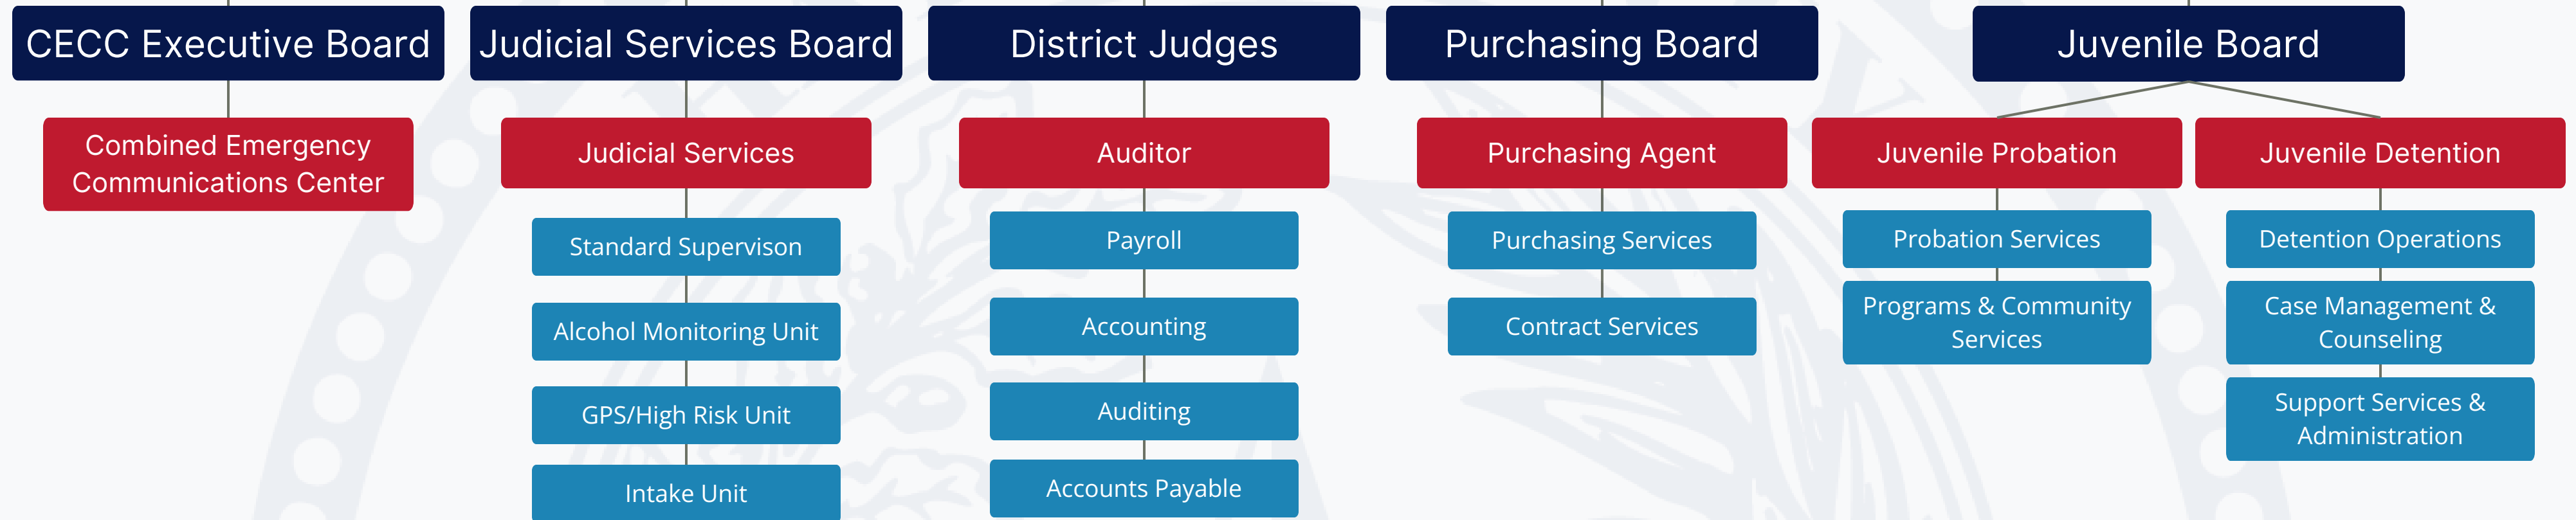 CECC Executive Board
Judicial Services Board
District Judges
Purchasing Board
Juvenile Board
Combined Emergency
Communications Center
Judicial Services
Auditor
Purchasing Agent
Juvenile Probation
Juvenile Detention
Standard Supervison
Alcohol Monitoring Unit
GPS/High Risk Unit
Intake Unit
Payroll
Accounting
Auditing
Accounts Payable
Purchasing Services
Contract Services
Probation Services
Programs & Community
Services
Detention Operations
Case Management &
Counseling
Support Services &
Administration